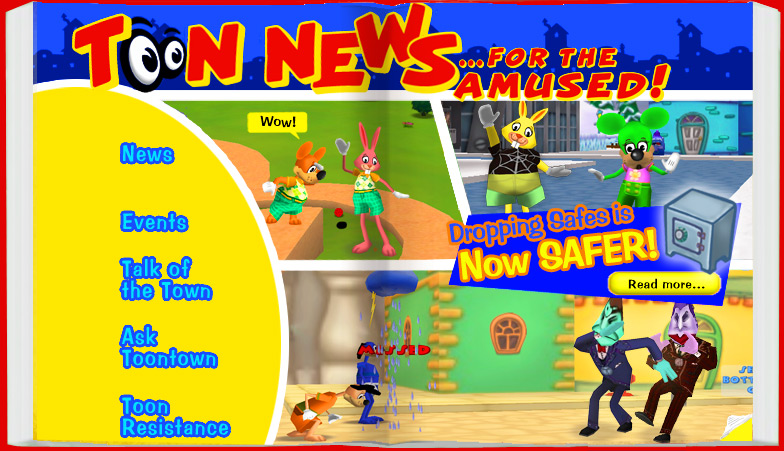 TOON NEWS
...FOR THE
AMUSED!
Wow!
News
Events
Talk of
the Town
Ask
Toontown
Toon
Resistance
Dropping Safes is
Now SAFER!
Read more...
MISSED